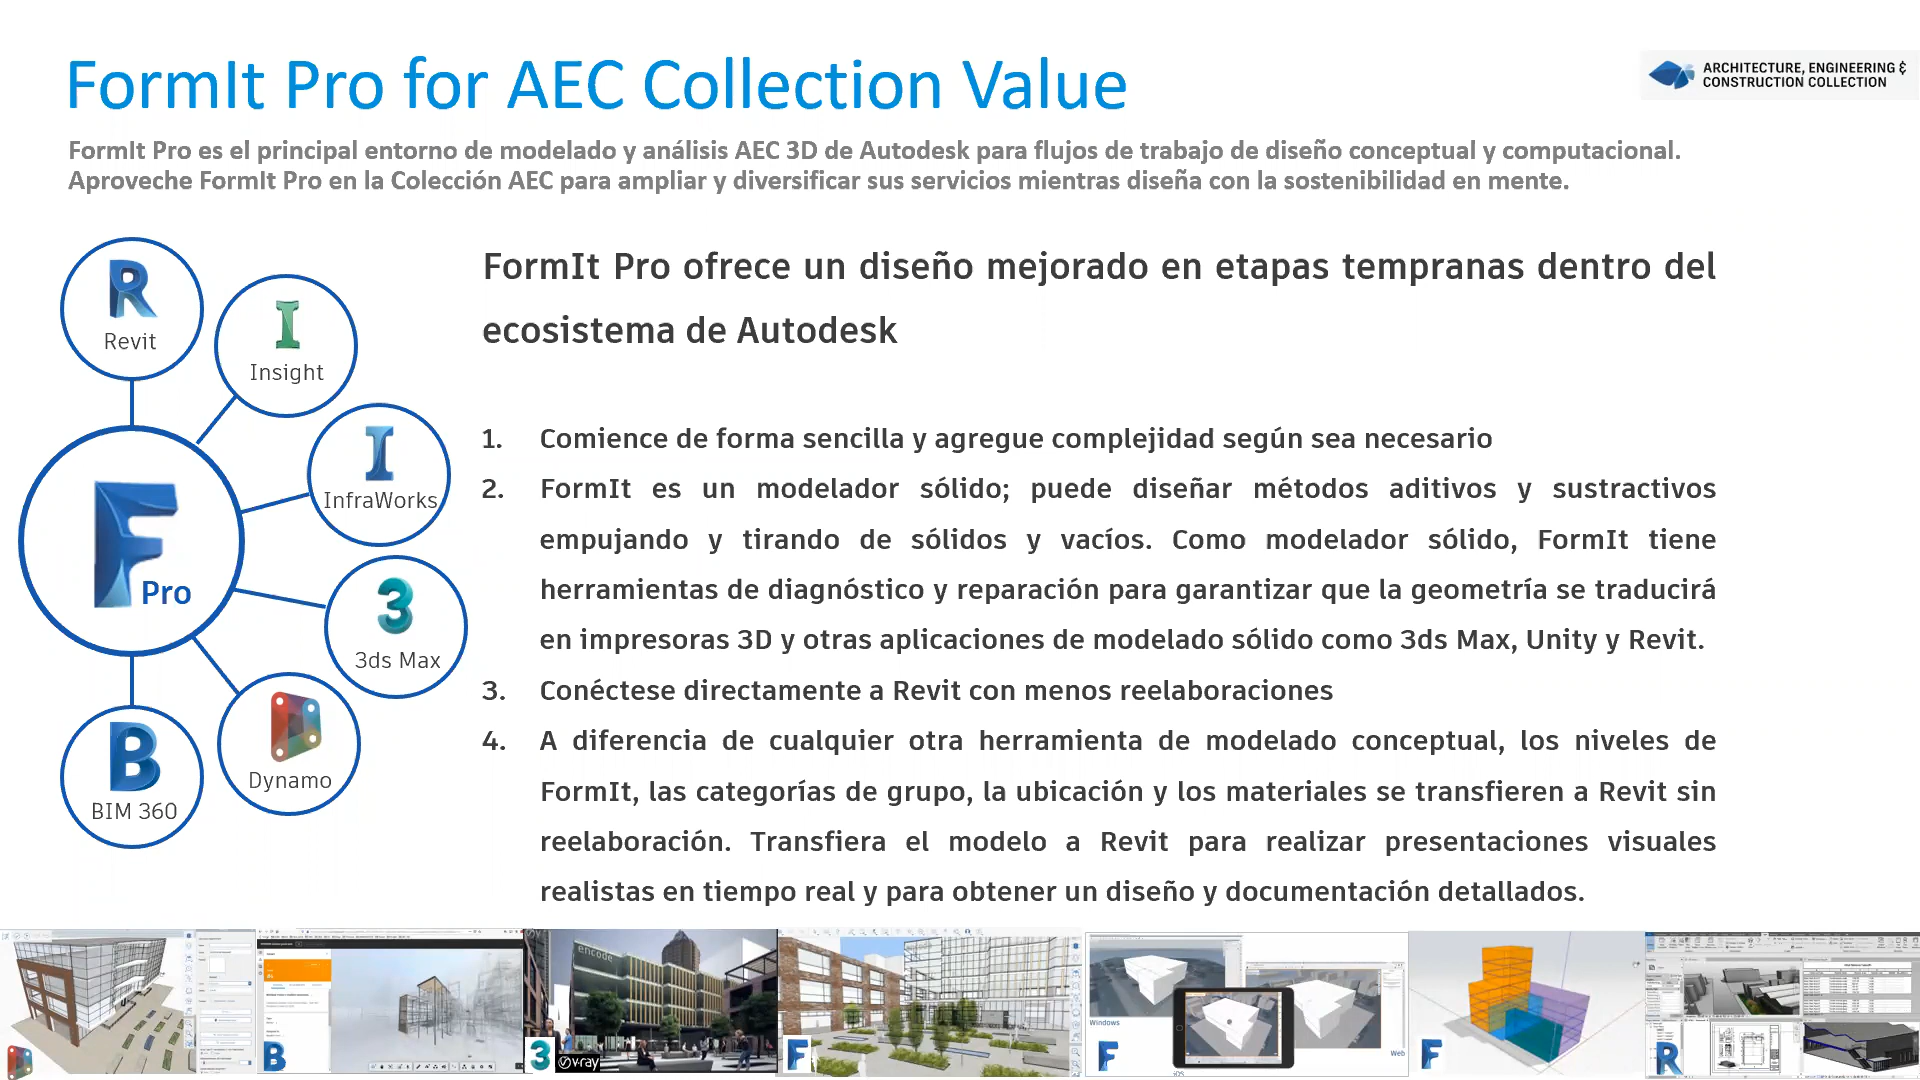 FormIt Pro for AEC Collection Value
ARCHITECTURE, ENGINEERING &
CONSTRUCTION COLLECTION
FormIt Pro es el principal entorno de modelado y análisis AEC 3D de Autodesk para flujos de trabajo de diseño conceptual y computacional.
Aproveche FormIt Pro en la Colección AEC para ampliar y diversificar sus servicios mientras diseña con la sostenibilidad en mente.
Revit
Insight
InfraWorks
Pro
3ds Max
Dynamo
BIM 360
FormIt Pro ofrece un diseño mejorado en etapas tempranas dentro del
ecosistema de Autodesk
1. Comience de forma sencilla y agregue complejidad según sea necesario
2. FormIt es un modelador sólido; puede diseñar métodos aditivos y sustractivos
empujando y tirando de sólidos y vacíos. Como modelador sólido, FormIt tiene
herramientas de diagnóstico y reparación para garantizar que la geometría se traducirá
en impresoras 3D y otras aplicaciones de modelado sólido como 3ds Max, Unity y Revit.
3. Conéctese directamente a Revit con menos reelaboraciones
4. A diferencia de cualquier otra herramienta de modelado conceptual, los niveles de
FormIt, las categorías de grupo, la ubicación y los materiales se transfieren a Revit sin
reelaboración. Transfiera el modelo a Revit para realizar presentaciones visuales
realistas en tiempo real y para obtener un diseño y documentación detallados.
encode
v-ray
Windows
iOS
Web